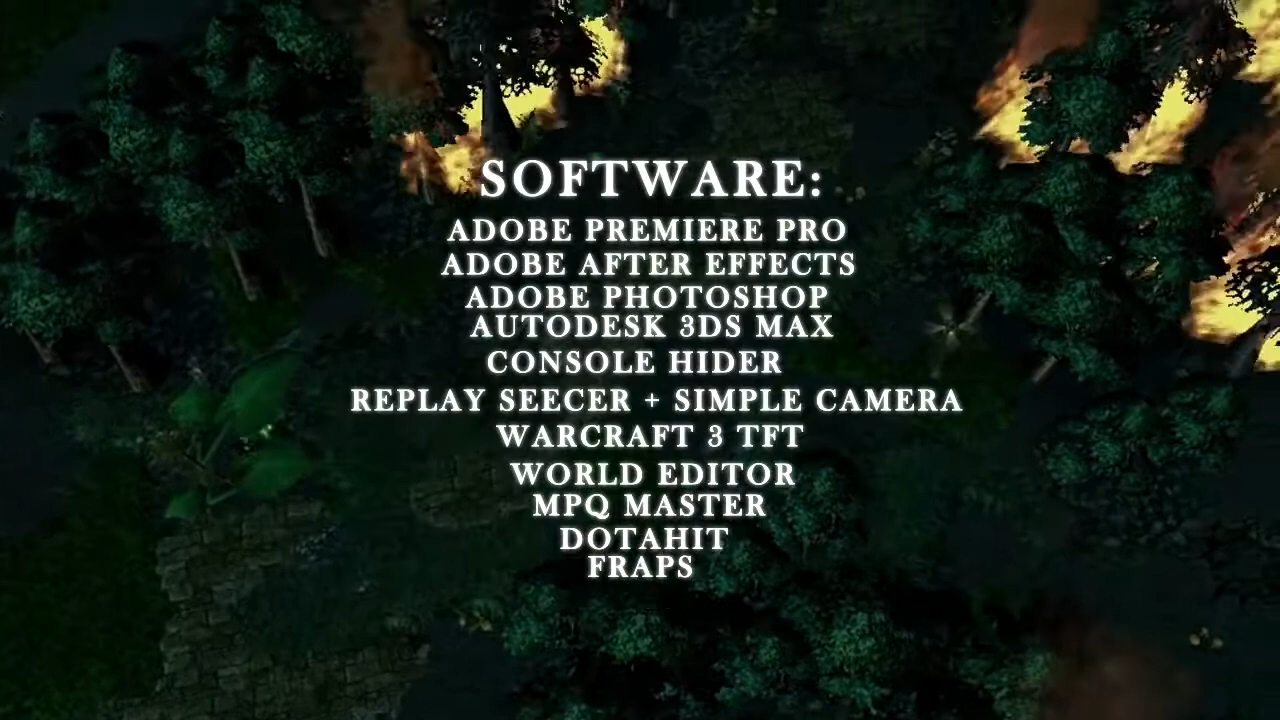 SOFTWARE:
ADOBE PREMIERE PRO
ADOBE AFTER EFFECTS
ADOBE PHOTOSHOP
AUTODESK 3DS MAX
CONSOLE HIDER
REPLAY SEECER + SIMPLE CAMERA
WARCRAFT 3 TFT
WORLD EDITOR
MPQ MASTER
DOTAHIT
FRAPS